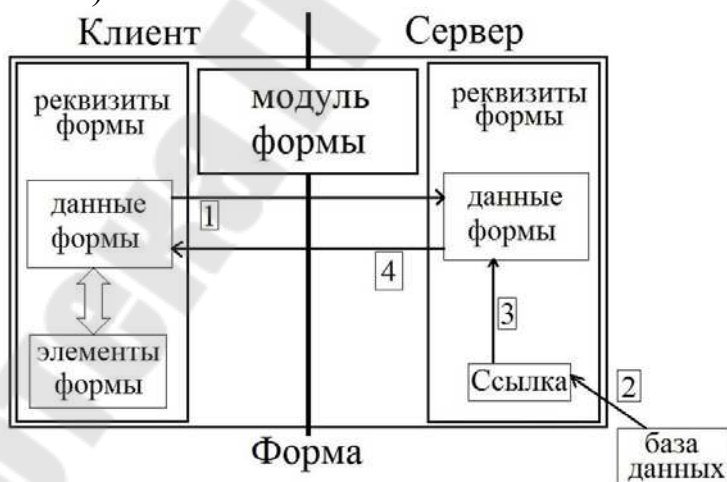 )
Клиент
Сервер
реквизиты
формы
модуль
формы
реквизиты
формы
данные
формы
1
данные
формы
4
3
элементы
формы
Ссылка
2
Форма
база
данных